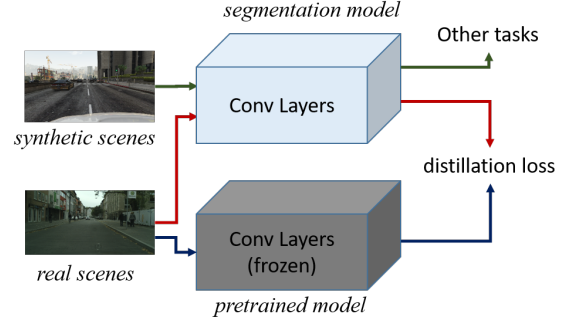 segmentation model
Other tasks
Conv Layers
synthetic scenes
distillation loss
Conv Layers
(frozen)
real scenes
pretrained model